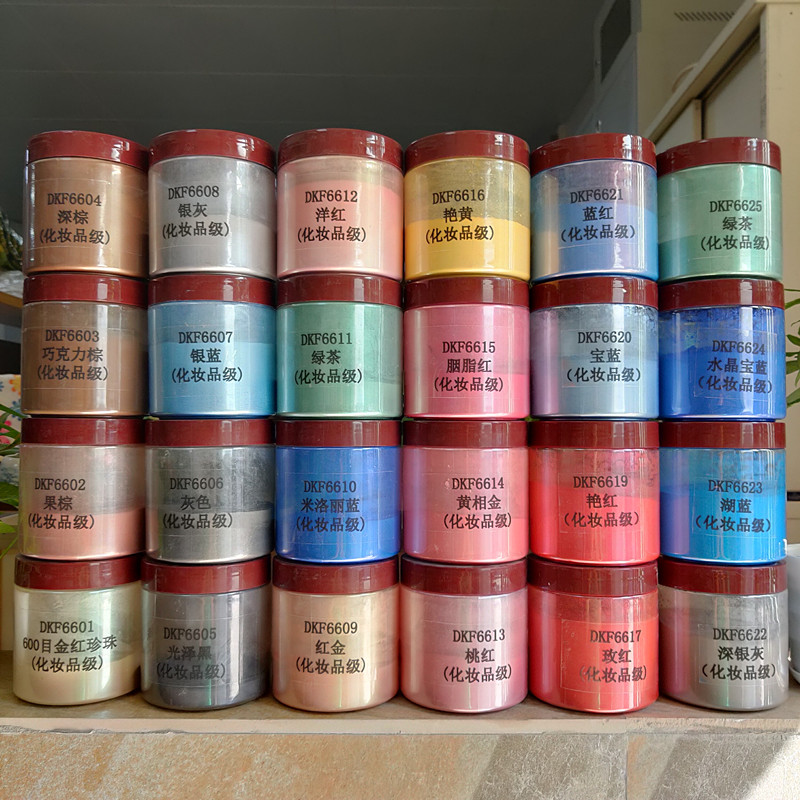 DKF6604
深棕
(化妆品级)
DKF6608
银灰
(化妆品级)
DKF6612
洋红
(化妆品级)
DKF6616
艳黄
(化妆品级)
DKF6621
蓝红
(化妆品级)
DKF6625
绿茶
(化妆品级)
DKF6603
巧克力棕
(化妆品级)
DKF6607
银蓝
(化妆品级)
DKF6611
绿茶
(化妆品级)
DKF6615
胭脂红
(化妆品级)
DKF6620
宝蓝
(化妆品级)
DKF6624
水晶宝蓝
(化妆品级)
DKF6602
果棕
(化妆品级)
DKF6606
灰色
(化妆品级)
DKF6610
米洛丽蓝
(化妆品级)
DKF6614
黄相金
(化妆品级)
DKF6619
艳红
(化妆品级)
DKF6623
湖蓝
(化妆品级)
DKF6601
600目金红珍珠
(化妆品级)
DKF6605
光泽黑
(化妆品级)
DKF6609
红金
(化妆品级)
DKF6613
桃红
(化妆品级)
DKF6617
玫红
(化妆品级)
DKF6622
深银灰
(化妆品级)